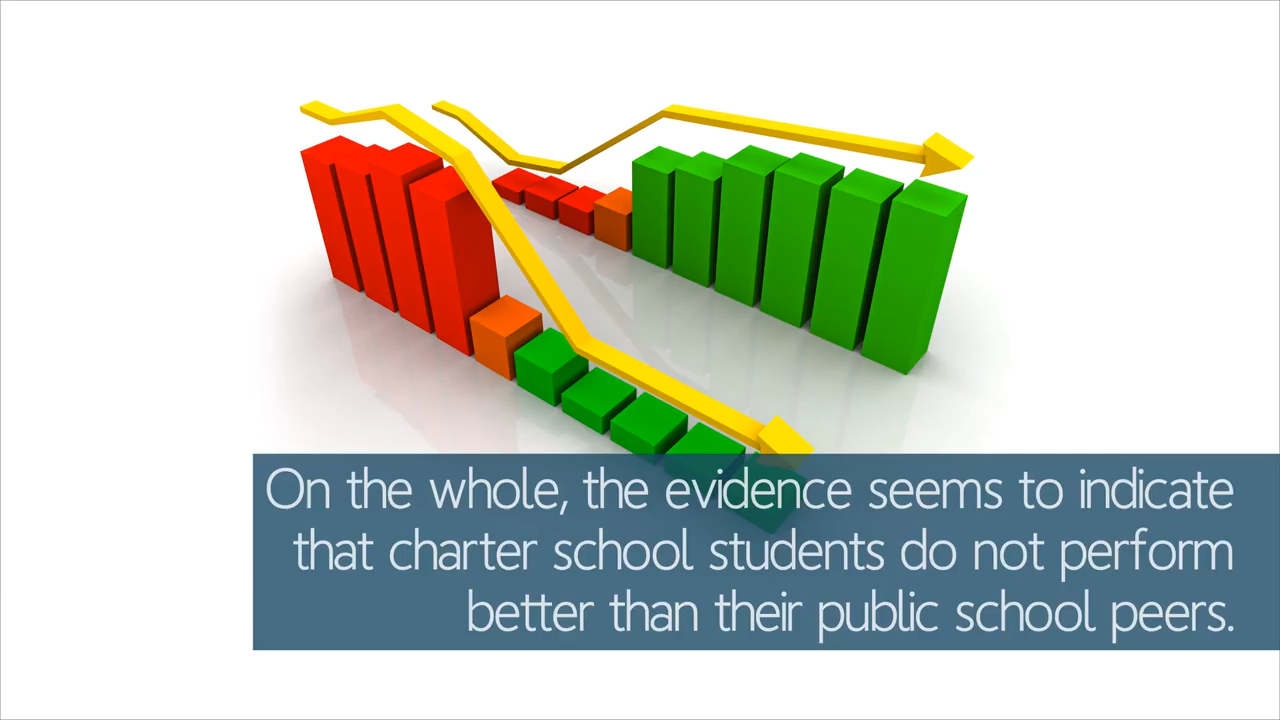 On the whole, the evidence seems to indicate
that charter school students do not perform
better than their public school peers.